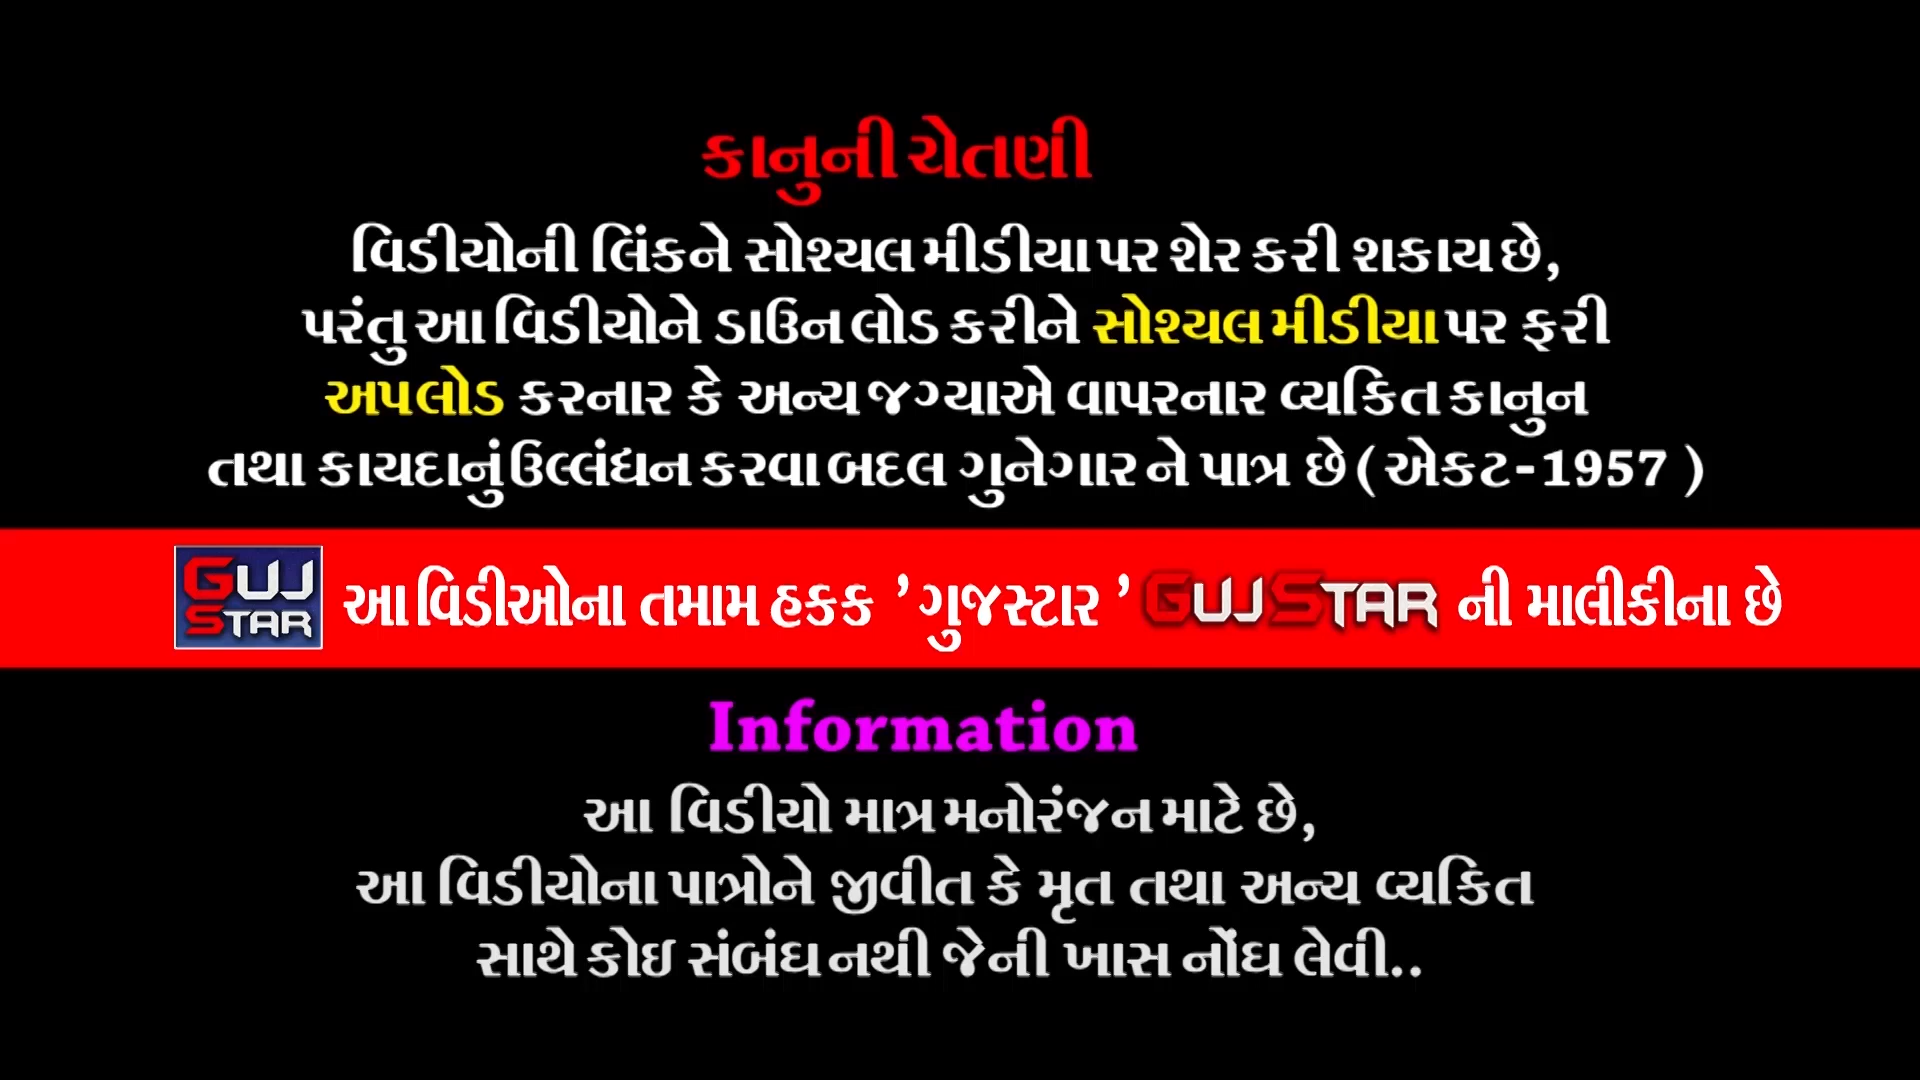 કાનુની ચેતણી
વિડીયોની લિંકને સોશ્યલ મીડીયા પર શેર કરી શકાય છે,
પરંતુ આ વિડીયોને ડાઉનલોડ કરીને સોશ્યલ મીડીયા પર ફરી
અપલોડ કરનાર કે અન્ય જગ્યાએ વાપરનાર વ્યકિત કાનુન
તથા કાયદાનું ઉલ્લંઘન કરવા બદલ ગુનેગાર ને પાત્ર છે ( એકટ-1957 )
GUJ STAR આ વિડીઓના તમામ હકક ’ ગુજસ્ટાર ’ GUJ STAR ની માલીકીના છે
Information
આ વિડીયો માત્ર મનોરંજન માટે છે,
આ વિડીયોના પાત્રોને જીવીત કે મૃત તથા અન્ય વ્યકિત
સાથે કોઇ સંબંધ નથી જેની ખાસ નોંધ લેવી..